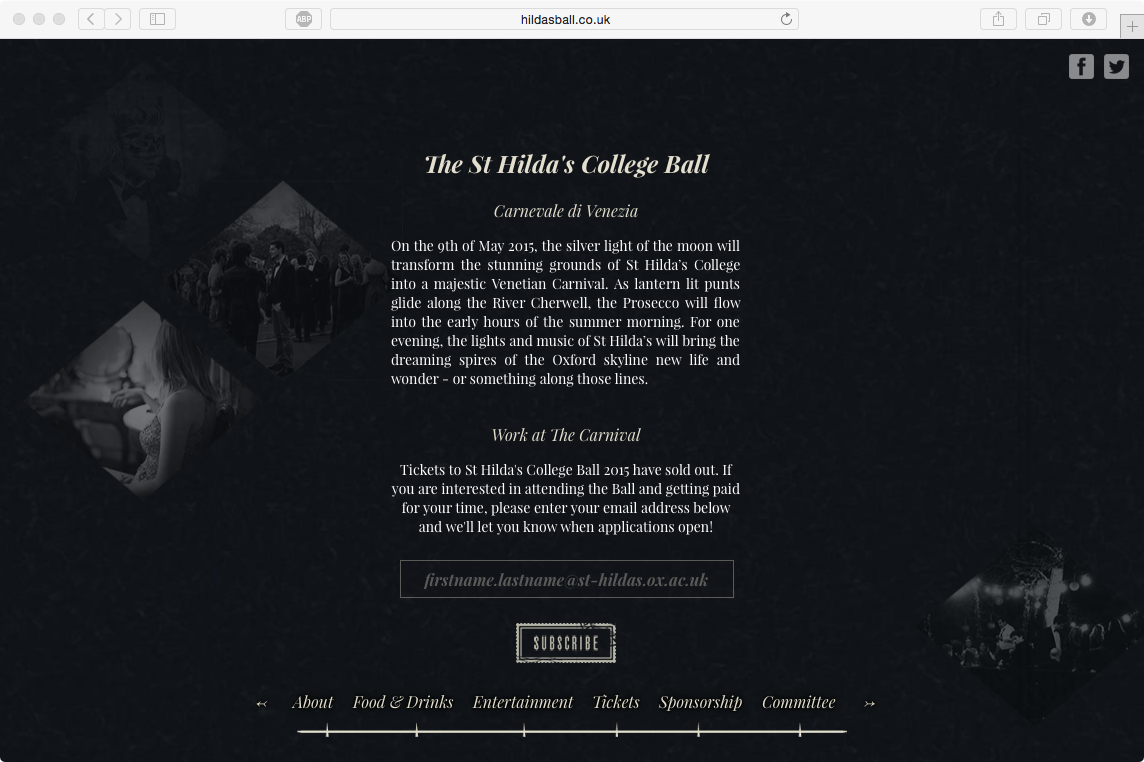 ABP
hildasball.co.uk
The St Hilda's College Ball
Carnevale di Venezia
On the 9th of May 2015, the silver light of the moon will
transform the stunning grounds of St Hilda’s College
into a majestic Venetian Carnival. As lantern lit punts
glide along the River Cherwell, the Prosecco will flow
into the early hours of the summer morning. For one
evening, the lights and music of St Hilda’s will bring the
dreaming spires of the Oxford skyline new life and
wonder - or something along those lines.
Work at The Carnival
Tickets to St Hilda's College Ball 2015 have sold out. If
you are interested in attending the Ball and getting paid
for your time, please enter your email address below
and we'll let you know when applications open!
firstname.lastname@st-hildas.ox.ac.uk
SUBSCRIBE
About Food & Drinks Entertainment Tickets Sponsorship Committee